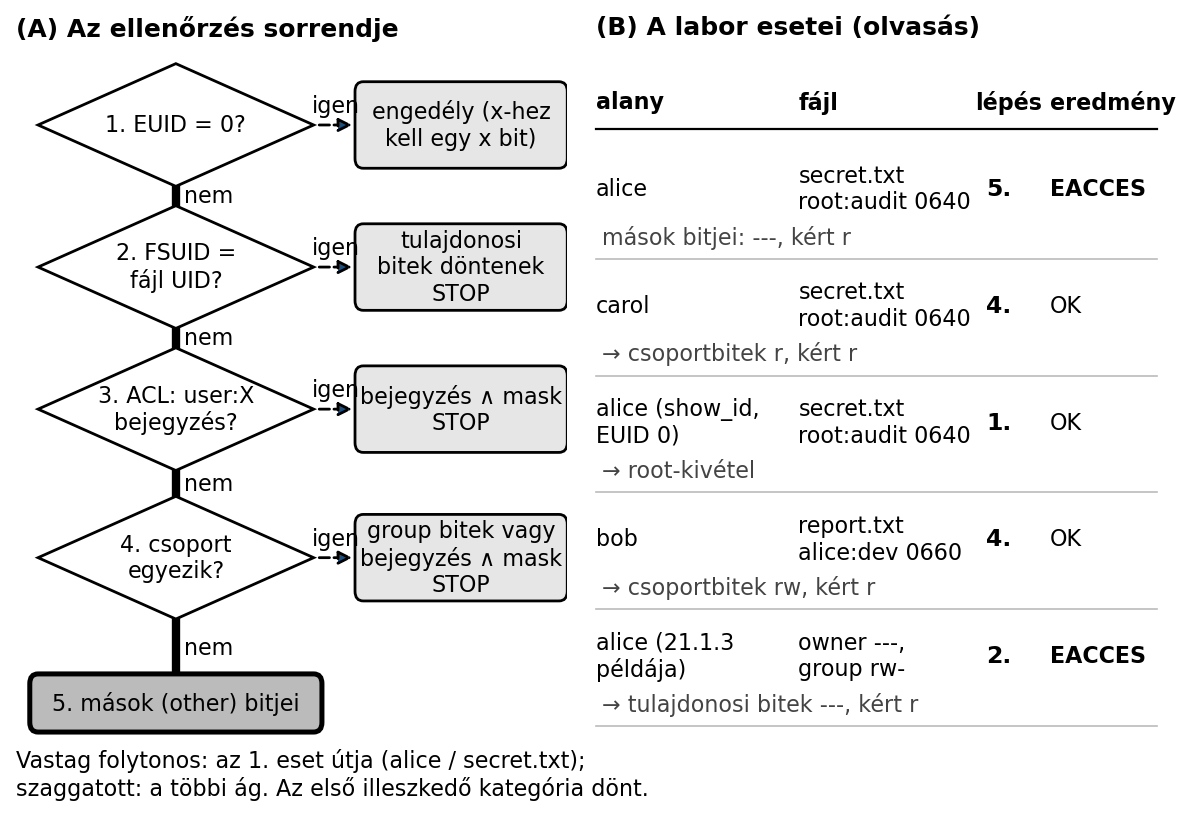 (A) Az ellenőrzés sorrendje
1. EUID = 0?
igen
engedély (x-hez
kell egy x bit)
nem
2. FSUID =
fájl UID?
igen
tulajdonosi
bitek döntenek
STOP
nem
3. ACL: user:X
bejegyzés?
igen
bejegyzés ∧ mask
STOP
nem
4. csoport
egyezik?
igen
group bitek vagy
bejegyzés ∧ mask
STOP
nem
5. mások (other) bitjei
Vastag folytonos: az 1. eset útja (alice / secret.txt);
szaggatott: a többi ág. Az első illeszkedő kategória dönt.
(B) A labor esetei (olvasás)
alany fájl lépés eredmény
alice secret.txt 5. EACCES
root:audit 0640
mások bitjei: ---, kért r
carol secret.txt 4. OK
root:audit 0640
→ csoportbitek r, kért r
alice (show_id, secret.txt 1. OK
EUID 0) root:audit 0640
→ root-kivétel
bob report.txt 4. OK
alice:dev 0660
→ csoportbitek rw, kért r
alice (21.1.3 owner ---, 2. EACCES
példája) group rw-
→ tulajdonosi bitek ---, kért r